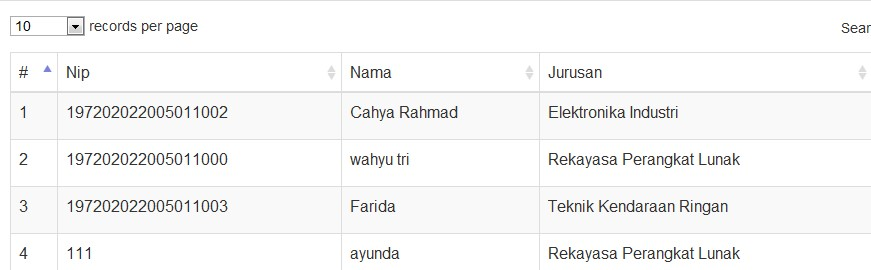 10 records per page Sear
# Nip Nama Jurusan
1 197202022005011002 Cahya Rahmad Elektronika Industri
2 197202022005011000 wahyu tri Rekayasa Perangkat Lunak
3 197202022005011003 Farida Teknik Kendaraan Ringan
4 111 ayunda Rekayasa Perangkat Lunak